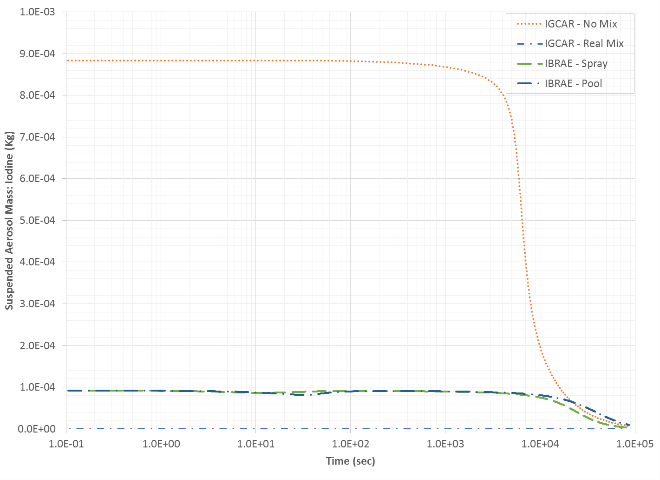 1.0E-03
9.0E-04
8.0E-04
7.0E-04
6.0E-04
5.0E-04
4.0E-04
3.0E-04
2.0E-04
1.0E-04
0.0E+00
Suspended Aerosol Mass: Iodine (Kg)
IGCAR - No Mix
IGCAR - Real Mix
IBRAE - Spray
IBRAE - Pool
1.0E-01 1.0E+00 1.0E+01 1.0E+02 1.0E+03 1.0E+04 1.0E+05
Time (sec)